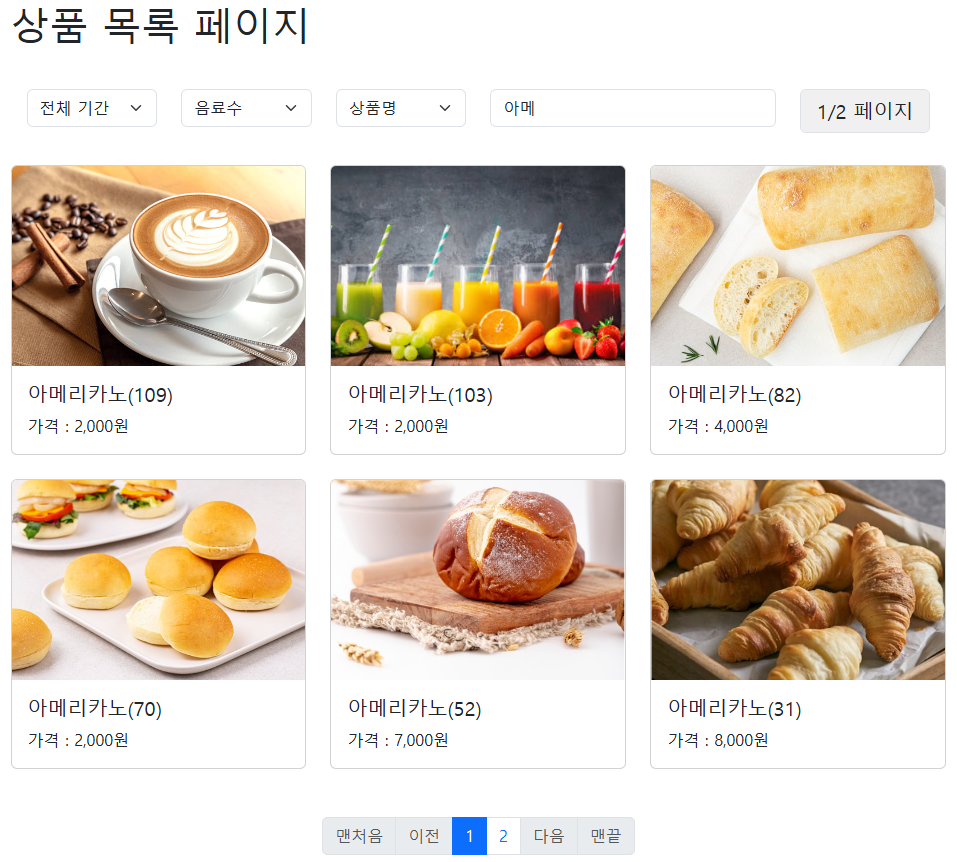 상품 목록 페이지
전체 기간 음료수 상품명 아메 1/2 페이지
아메리카노(109) 아메리카노(103) 아메리카노(82)
가격 : 2,000원 가격 : 2,000원 가격 : 4,000원
아메리카노(70) 아메리카노(52) 아메리카노(31)
가격 : 2,000원 가격 : 7,000원 가격 : 8,000원
맨처음 이전 1 2 다음 맨끝